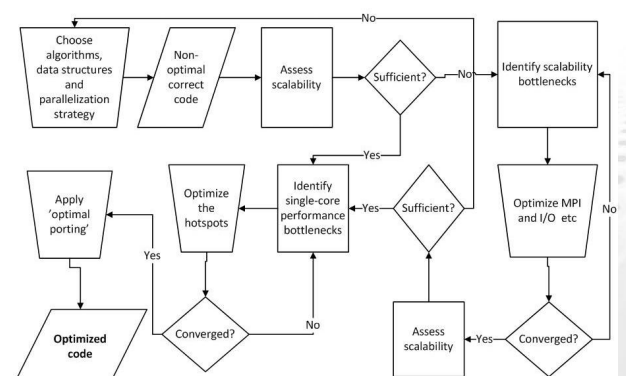 No
Choose
algorithms,
data structures
and
parallelization
strategy
Non-
optimal
correct
code
Assess
scalability
Sufficient?
No
Identify scalability
bottlenecks
Yes
Apply
'optimal
porting'
Optimize
the
hotspots
Identify
single-core
performance
bottlenecks
Yes
Sufficient?
Optimize MPI
and I/O etc
No
Yes
Optimized
code
Converged?
No
Assess
scalability
Yes
Converged?